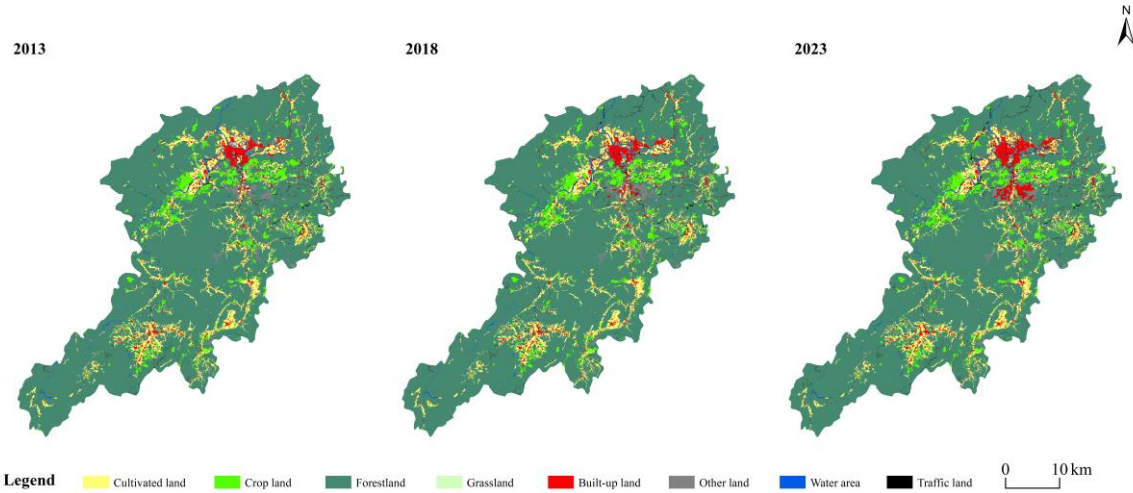 N
2013 2018 2023
Legend Cultivated land Crop land Forestland Grassland Built-up land Other land Water area Traffic land 0 10 km